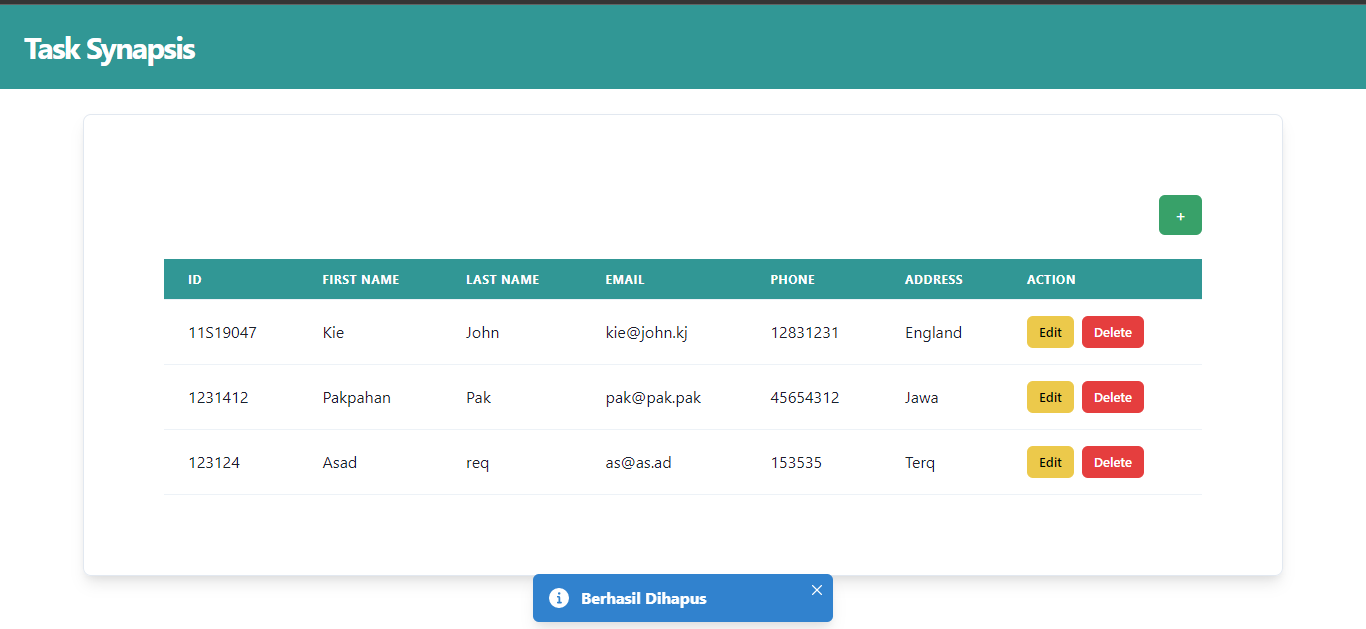 Task Synapsis
+
ID FIRST NAME LAST NAME EMAIL PHONE ADDRESS ACTION
11S19047 Kie John kie@john.kj 12831231 England Edit Delete
1231412 Pakpahan Pak pak@pak.pak 45654312 Jawa Edit Delete
123124 Asad req as@as.ad 153535 Terq Edit Delete
Berhasil Dihapus